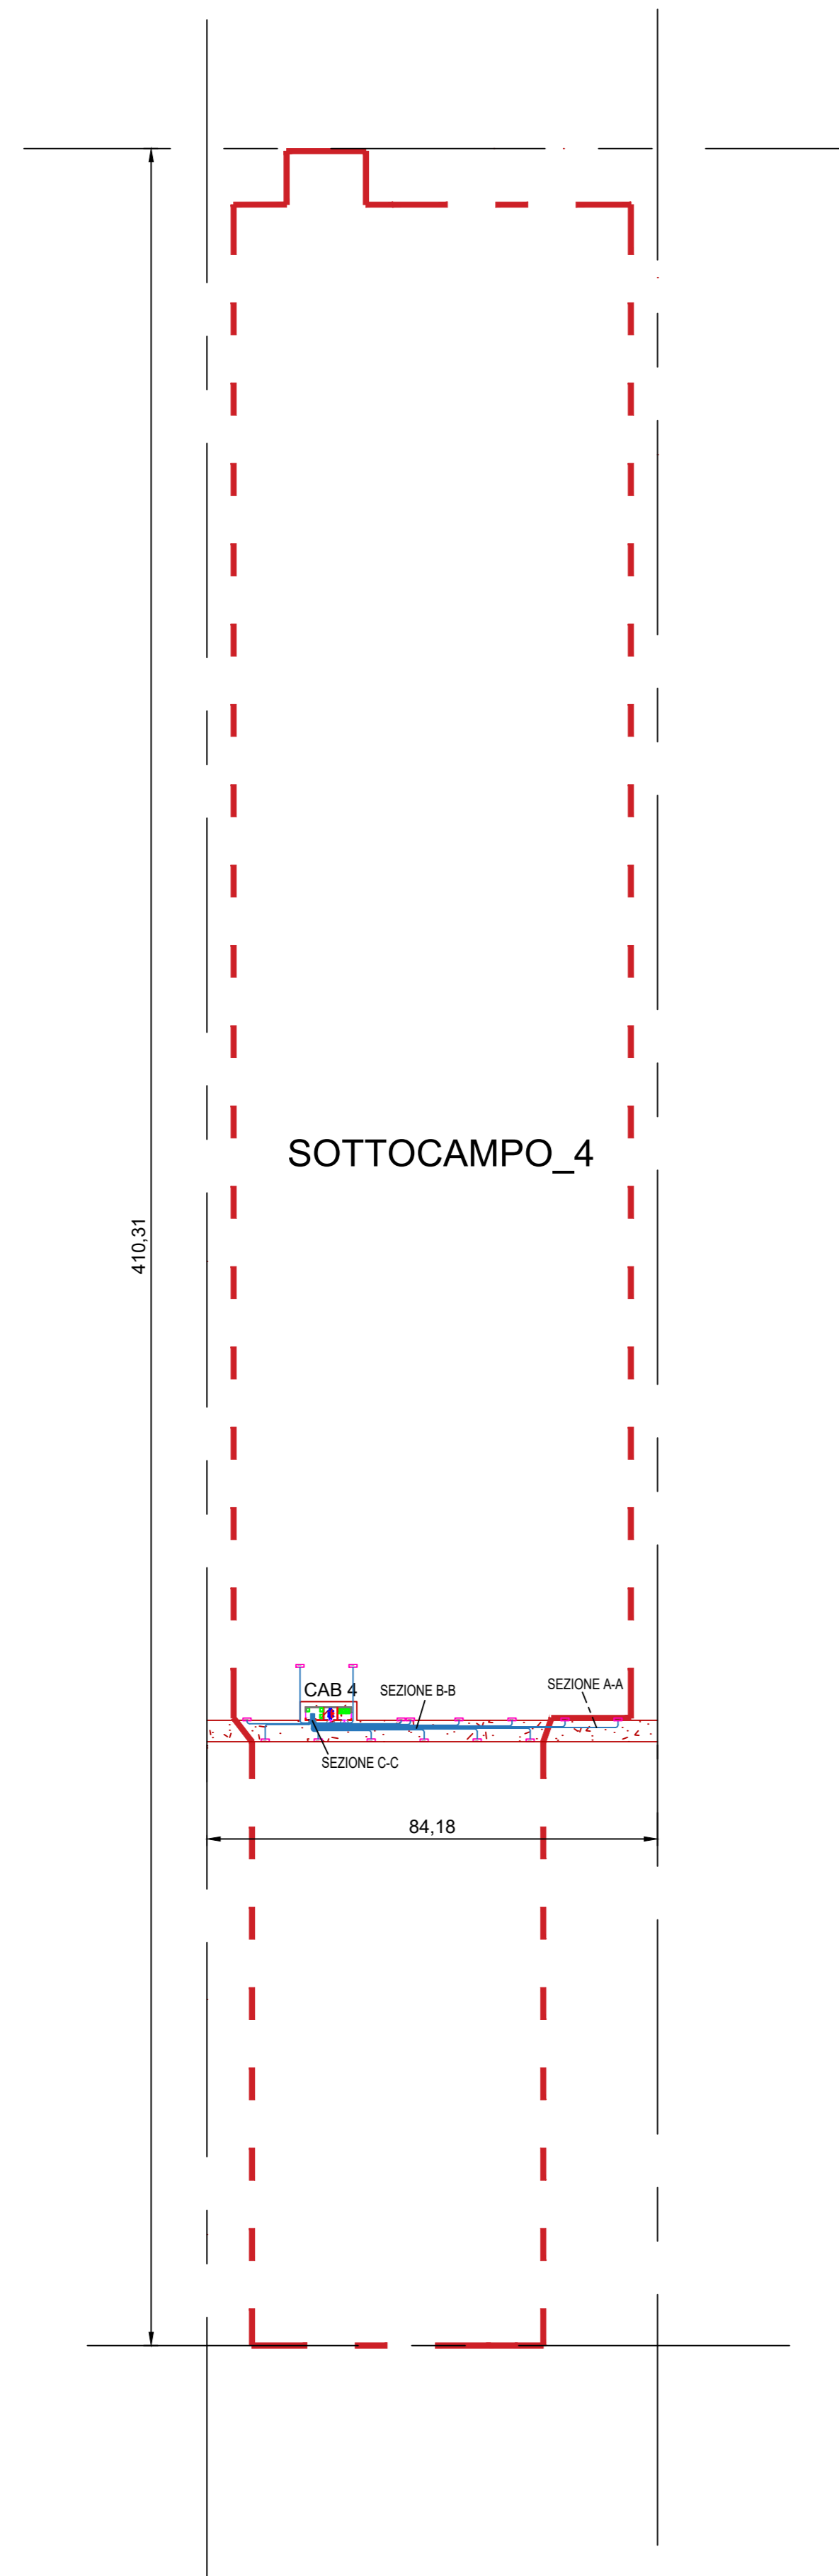 SOTTOCAMPO_4
410,31
CAB 4
SEZIONE B-B
SEZIONE A-A
SEZIONE C-C
84,18